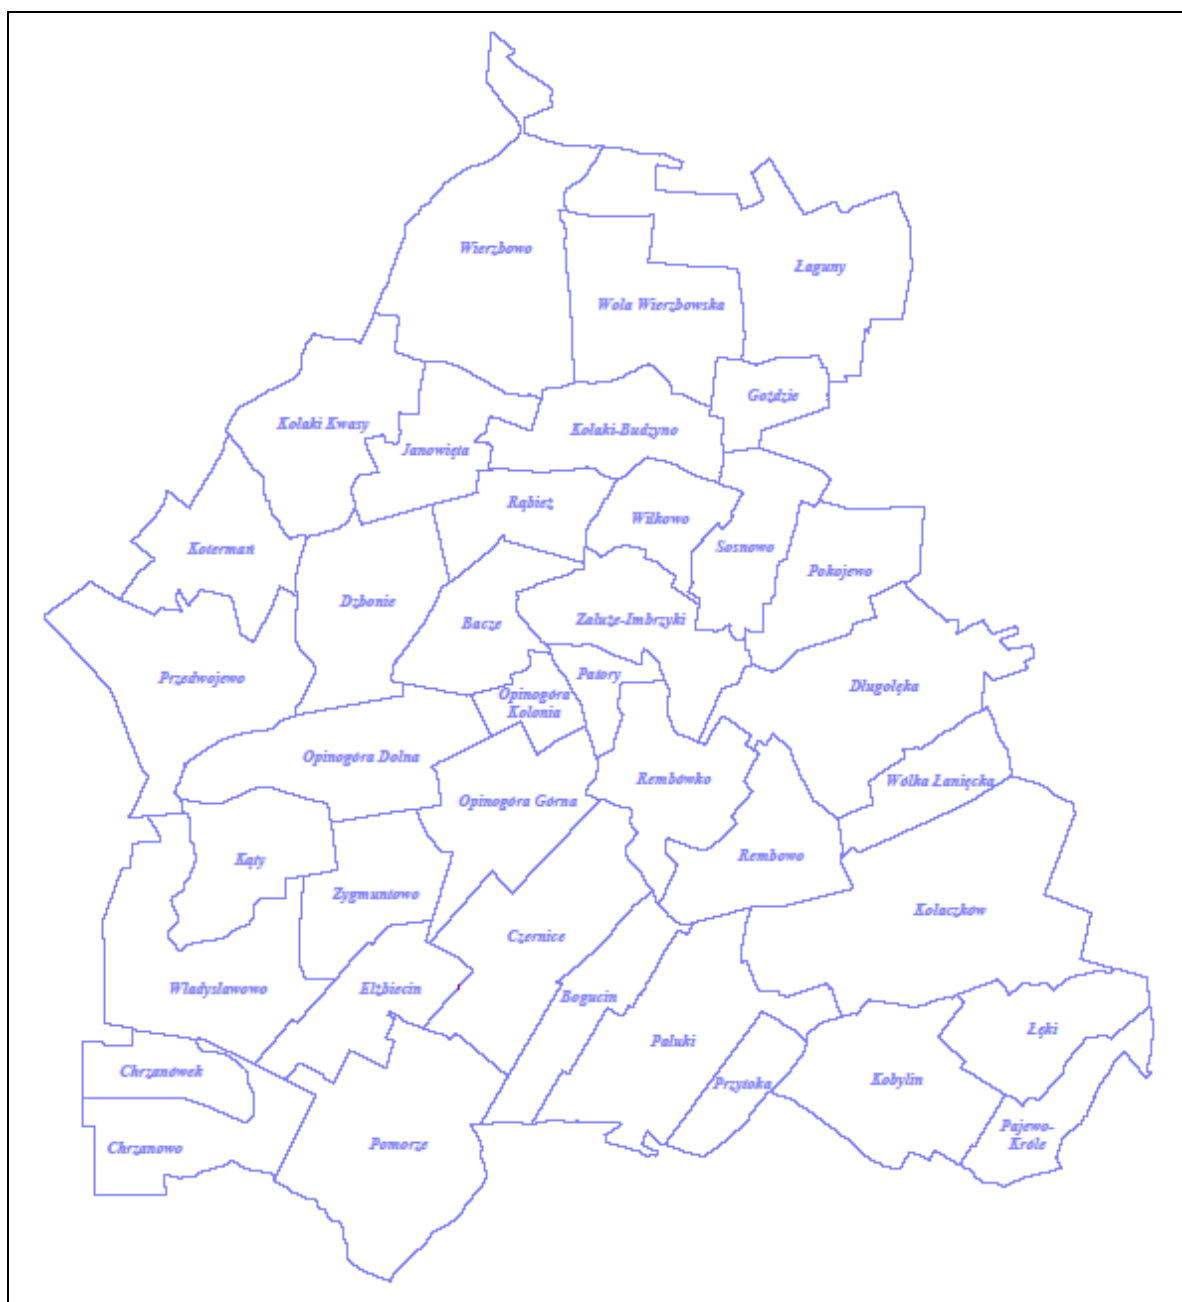 Wierzbowo
Łaguny
Wola Wierzbowska
Goździe
Kołaki Kwasy
Kołaki-Budzyno
Janowięta
Rąbież
Wilkowo
Kotermań
Sosnowo
Pokojewo
Dzbonie
Bacze
Załuże-Imbrzyki
Przedwojewo
Patory
Długołęka
Opinogóra
Kolonia
Opinogóra Dolna
Rembówko
Wólka Łanięcka
Opinogóra Górna
Kąty
Rembowo
Zygmuntowo
Kołaczków
Czernice
Władysławowo
Elżbiecin
Bogucin
Łęki
Pałuki
Chrzanówek
Przytoka
Kobylin
Pajewo-
Króle
Chrzanowo
Pomorze